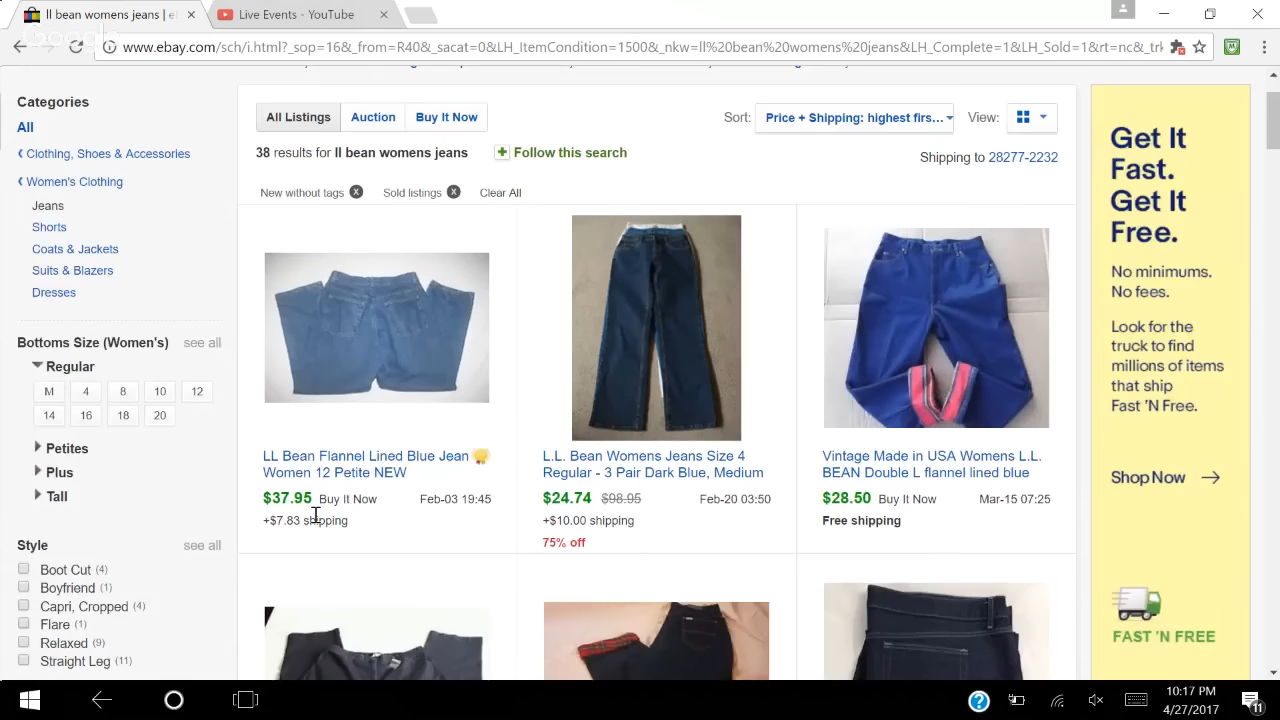 ll bean womens jeans | e
Live Events - YouTube
Google
www.ebay.com/sch/i.html?_sop=16&_from=R40&_sacat=0&LH_ItemCondition=1500&_nkw=ll%20bean%20womens%20jeans&LH_Complete=1&LH_Sold=1&rt=nc&_trk
Categories
All
Clothing, Shoes & Accessories
Women's Clothing
Jeans
Shorts
Coats & Jackets
Suits & Blazers
Dresses
Bottoms Size (Women's) see all
Regular
M 4 8 10 12
14 16 18 20
Petites
Plus
Tall
Style see all
Boot Cut (4)
Boyfriend (1)
Capri, Cropped (4)
Flare (1)
Relaxed (9)
Straight Leg (11)
All Listings Auction Buy It Now
Sort: Price + Shipping: highest firs... View:
38 results for ll bean womens jeans + Follow this search
Shipping to 28277-2232
New without tags x Sold listings x Clear All
LL Bean Flannel Lined Blue Jean
Women 12 Petite NEW
$37.95 Buy It Now Feb-03 19:45
+$7.83 shipping
L.L. Bean Womens Jeans Size 4
Regular - 3 Pair Dark Blue, Medium
$24.74 $98.95 Feb-20 03:50
+$10.00 shipping
75% off
Vintage Made in USA Womens L.L.
BEAN Double L flannel lined blue
$28.50 Buy It Now Mar-15 07:25
Free shipping
Get It
Fast.
Get It
Free.
No minimums.
No fees.
Look for the
truck to find
millions of items
that ship
Fast 'N Free.
Shop Now →
FAST 'N FREE
10:17 PM
4/27/2017
11